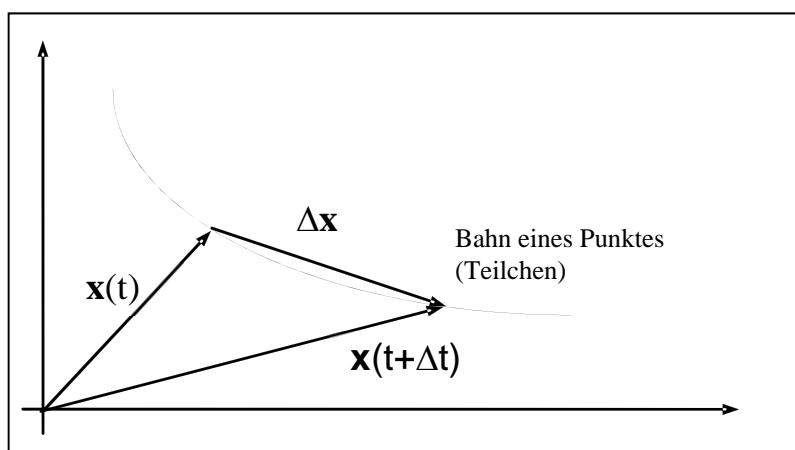 Δx
Bahn eines Punktes
(Teilchen)
x(t)
x(t+Δt)